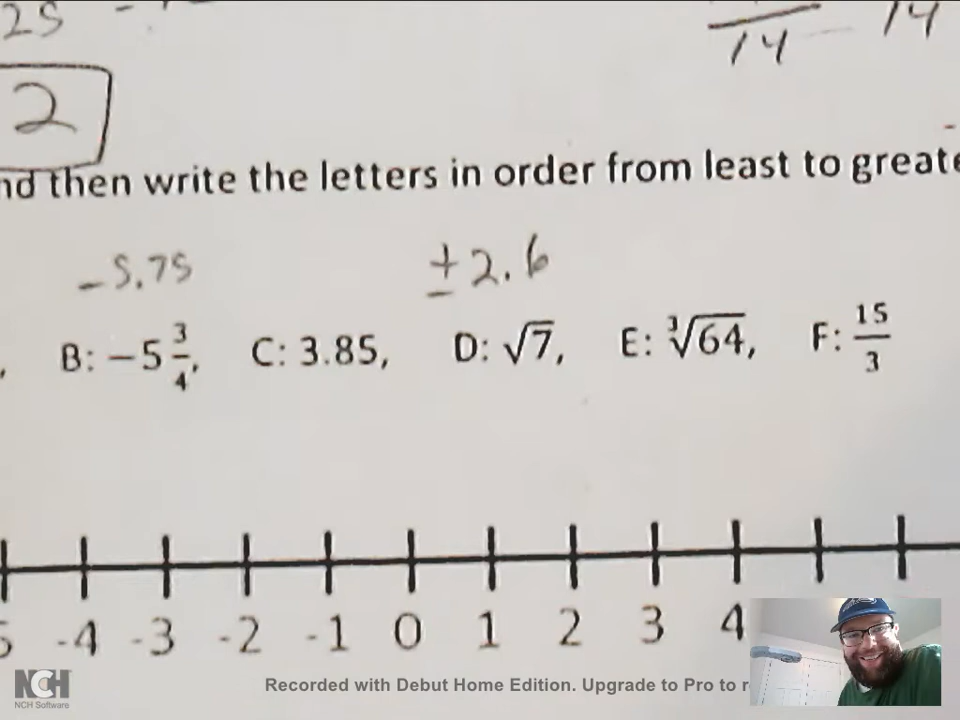 25
14 14
2
nd then write the letters in order from least to greate
-5.75 ±2.6
, B: −5 3/4, C: 3.85, D: √7, E: ∛64, F: 15/3
5 -4 -3 -2 -1 0 1 2 3 4
NCH
NCH Software
Recorded with Debut Home Edition. Upgrade to Pro to r